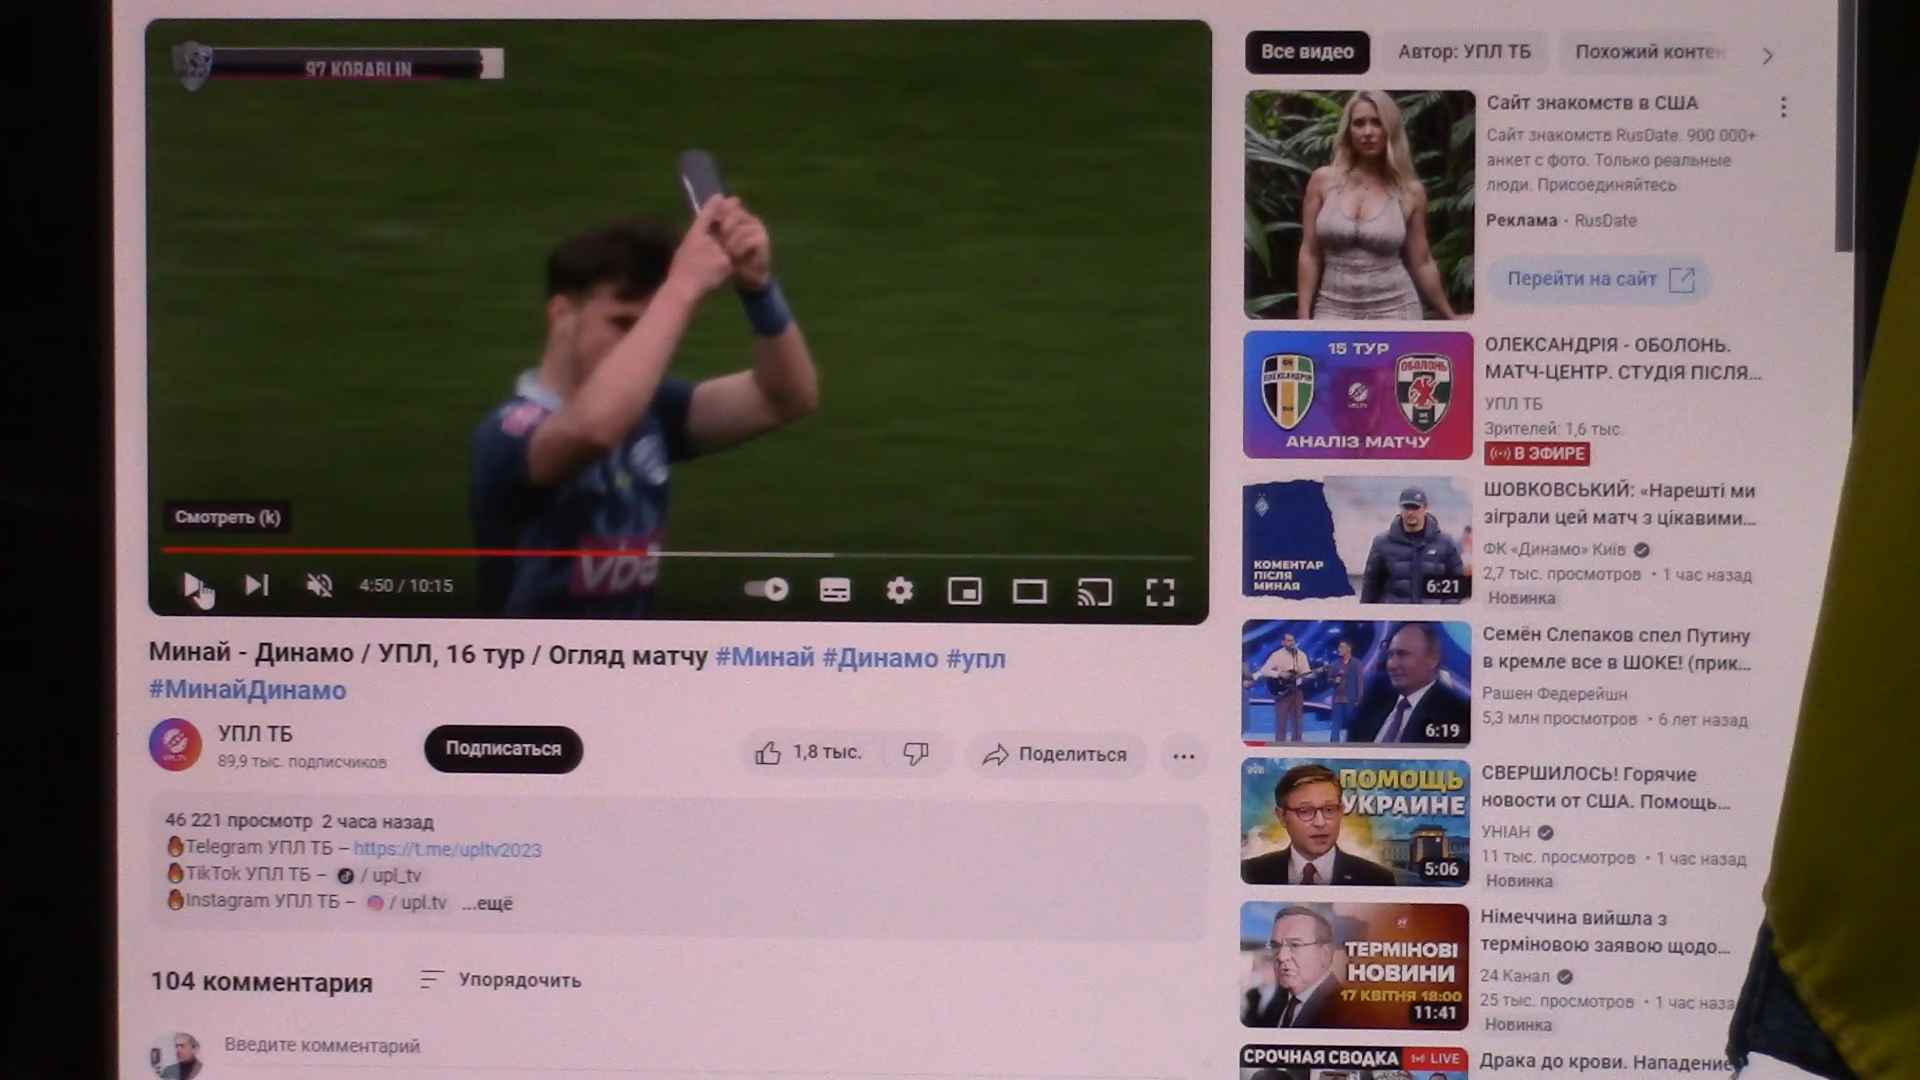 97 KORABLIN
Смотреть (k)
4:50 / 10:15
Минай - Динамо / УПЛ, 16 тур / Огляд матчу #Минай #Динамо #упл
#МинайДинамо
УПЛ ТБ
89,9 тыс. подписчиков
Подписаться
1,8 тыс.
Поделиться
46 221 просмотр 2 часа назад
Telegram УПЛ ТБ – https://t.me/upltv2023
TikTok УПЛ ТБ – / upl_tv
Instagram УПЛ ТБ – / upl.tv ...ещё
104 комментария
Упорядочить
Введите комментарий
Все видео
Автор: УПЛ ТБ
Похожий контен
Сайт знакомств в США
Сайт знакомств RusDate. 900 000+
анкет с фото. Только реальные
люди. Присоединяйтесь
Реклама · RusDate
Перейти на сайт
15 ТУР
ОЛЕКСАНДРІЯ
ОБОЛОНЬ
АНАЛІЗ МАТЧУ
ОЛЕКСАНДРІЯ - ОБОЛОНЬ.
МАТЧ-ЦЕНТР. СТУДІЯ ПІСЛЯ...
УПЛ ТБ
Зрителей: 1,6 тыс.
В ЭФИРЕ
КОМЕНТАР
ПІСЛЯ
МИНАЯ
6:21
ШОВКОВСЬКИЙ: «Нарешті ми
зіграли цей матч з цікавими...
ФК «Динамо» Київ
2,7 тыс. просмотров • 1 час назад
Новинка
6:19
Семён Слепаков спел Путину
в кремле все в ШОКЕ! (прик...
Рашен Федерейшн
5,3 млн просмотров • 6 лет назад
ПОМОЩЬ
УКРАИНЕ
5:06
СВЕРШИЛОСЬ! Горячие
новости от США. Помощь...
УНІАН
11 тыс. просмотров • 1 час назад
Новинка
ТЕРМІНОВІ
НОВИНИ
17 КВІТНЯ 18:00
11:41
Німеччина вийшла з
терміновою заявою щодо...
24 Канал
25 тыс. просмотров • 1 час наза
Новинка
СРОЧНАЯ СВОДКА
LIVE
Драка до крови. Нападение